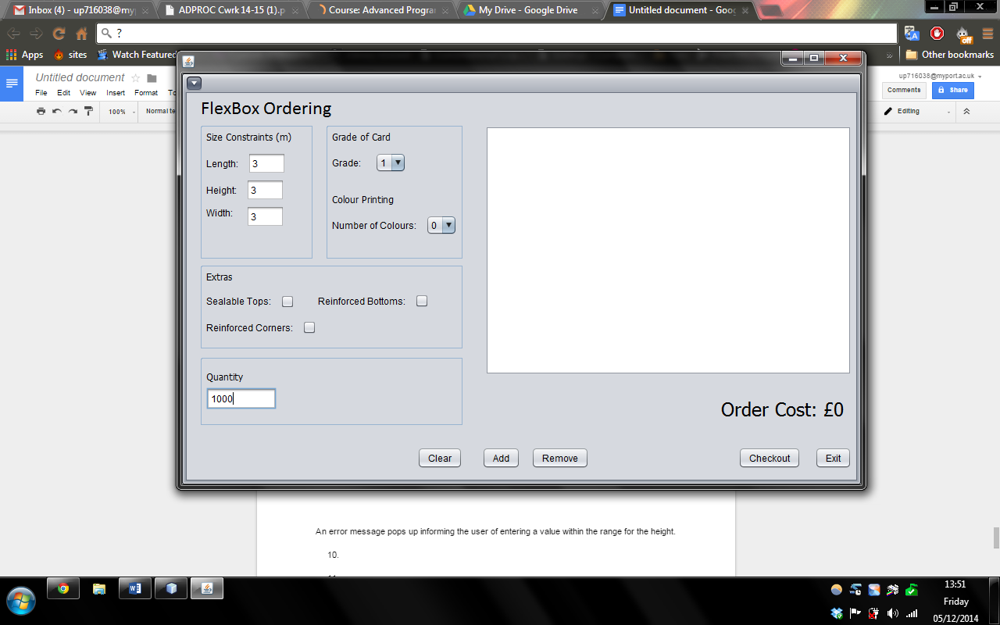 Inbox (4) - up716038@my
ADPROC Cwrk 14-15 (1).p
Course: Advanced Progra
My Drive - Google Drive
Untitled document - Goo
?
Apps
sites
Watch Featured
Other bookmarks
off
Untitled document
up716038@myport.ac.uk
File Edit View Insert Format
Comments
Share
100%
Normal te
Editing
FlexBox Ordering
Size Constraints (m)
Length: 3
Height: 3
Width: 3
Grade of Card
Grade: 1
Colour Printing
Number of Colours: 0
Extras
Sealable Tops:
Reinforced Bottoms:
Reinforced Corners:
Quantity
1000
Order Cost: £0
Clear
Add
Remove
Checkout
Exit
An error message pops up informing the user of entering a value within the range for the height.
10.
13:51
Friday
05/12/2014